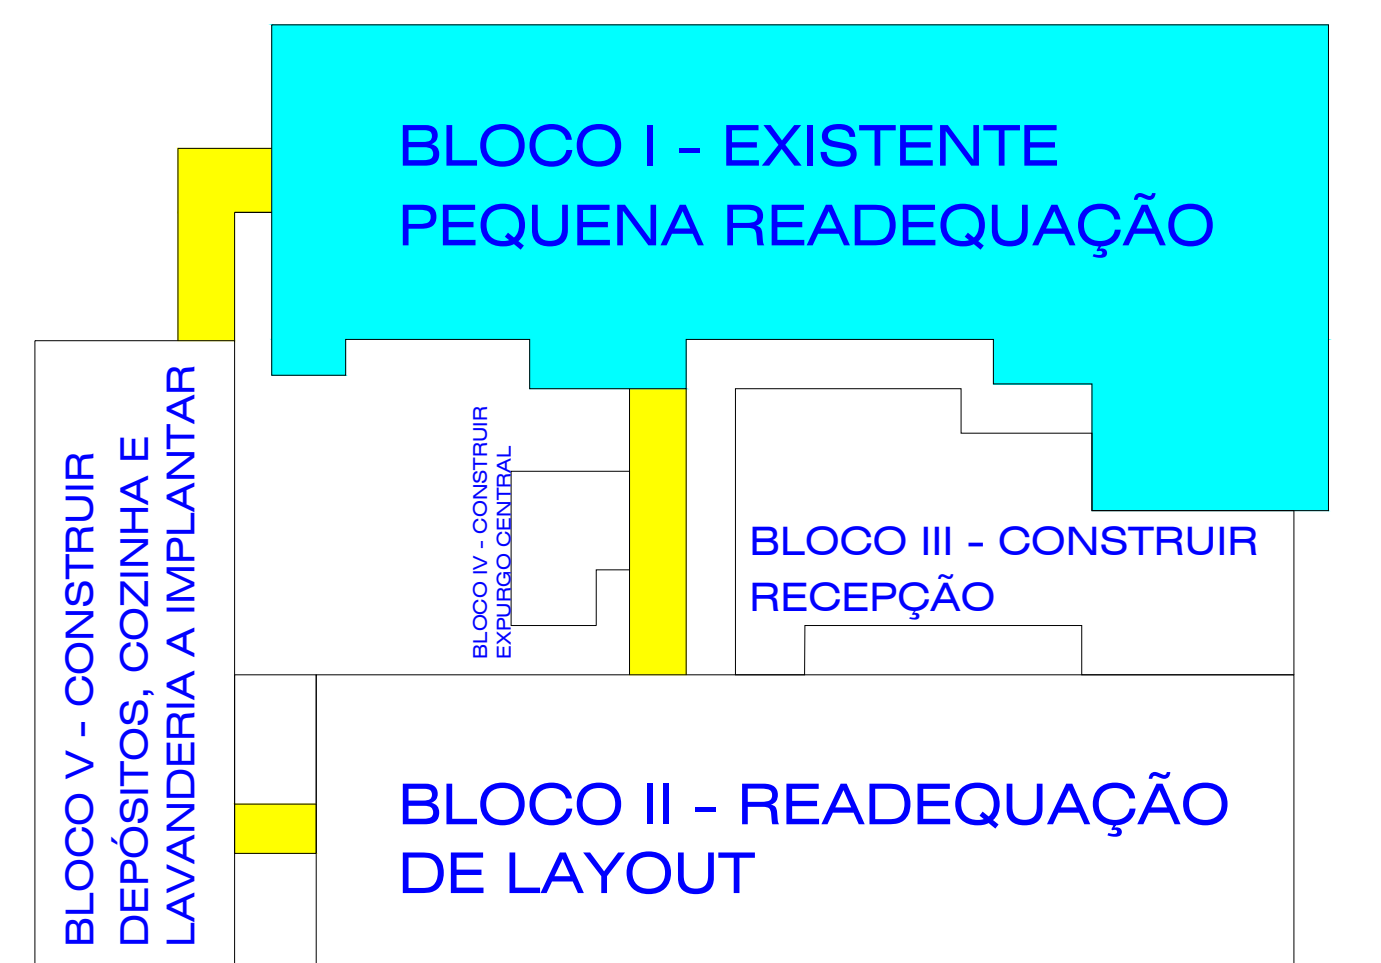 BLOCO I - EXISTENTE
PEQUENA READEQUAÇÃO
BLOCO V - CONSTRUIR
DEPÓSITOS, COZINHA E
LAVANDERIA A IMPLANTAR
BLOCO IV - CONSTRUIR
EXPURGO CENTRAL
BLOCO III - CONSTRUIR
RECEPÇÃO
BLOCO II - READEQUAÇÃO
DE LAYOUT